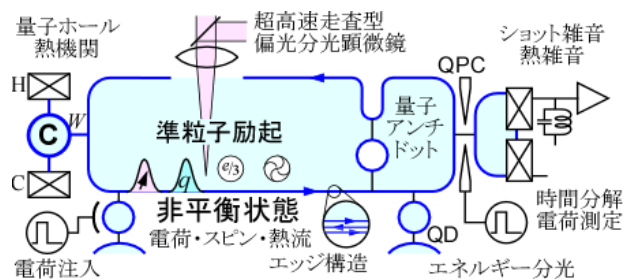 量子ホール
熱機関
H
C
W
C
超高速走査型
偏光分光顕微鏡
準粒子励起
q
e/3
非平衡状態
電荷・スピン・熱流
エッジ構造
電荷注入
量子
アンチ
ドット
QPC
QD
エネルギー分光
ショット雑音
熱雑音
時間分解
電荷測定